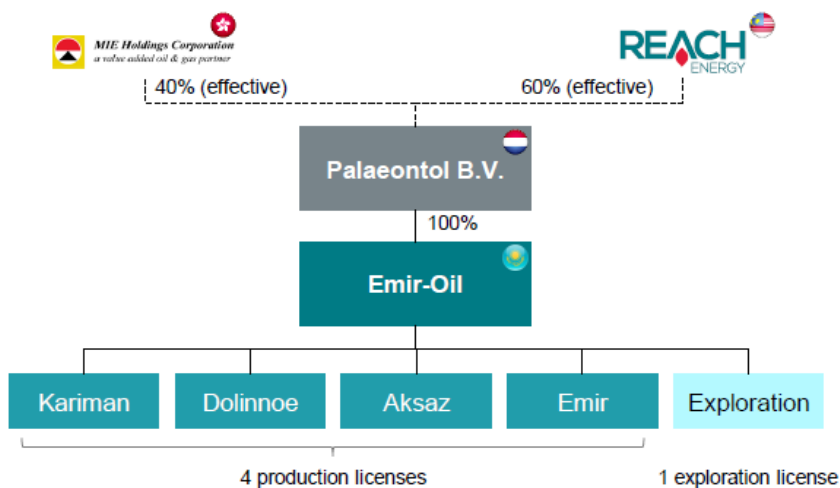 MIE Holdings Corporation
a value added oil & gas partner
REACH
ENERGY
40% (effective)
60% (effective)
Palaeontol B.V.
100%
Emir-Oil
Kariman
Dolinnoe
Aksaz
Emir
Exploration
4 production licenses
1 exploration license